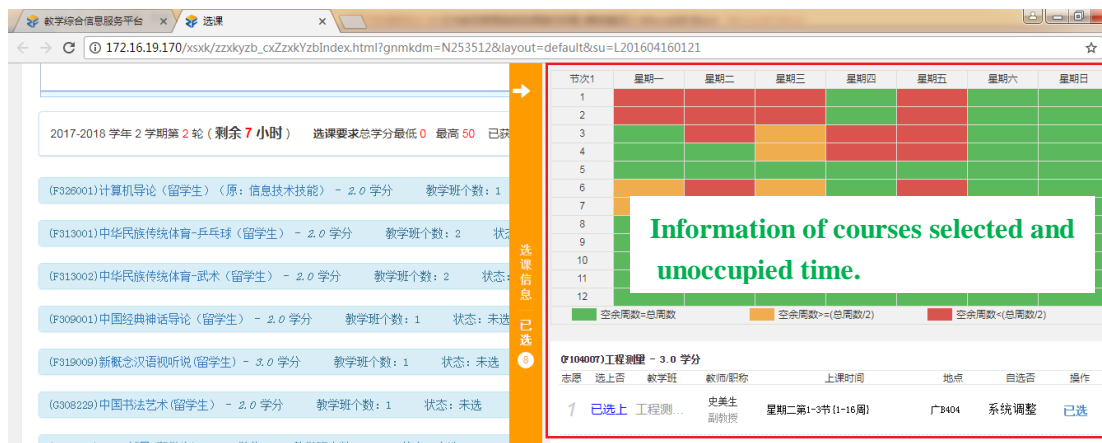 教学综合信息服务平台
选课
172.16.19.170/xsxk/zzxkyzb_cxZzxkYzbIndex.html?gnmkdm=N253512&layout=default&su=L201604160121
2017-2018 学年 2 学期第 2 轮 ( 剩余 7 小时 ) 选课要求总学分最低 0 最高 50 已获
(F326001)计算机导论（留学生）（原：信息技术技能） - 2.0 学分 教学班个数: 1
(F313001)中华民族传统体育-乒乓球（留学生） - 2.0 学分 教学班个数: 2 状
(F313002)中华民族传统体育-武术（留学生） - 2.0 学分 教学班个数: 2 状态:
(F309001)中国经典神话导论（留学生） - 2.0 学分 教学班个数: 1 状态: 未选
(F319009)新概念汉语视听说(留学生） - 3.0 学分 教学班个数: 1 状态: 未选
(G308229)中国书法艺术(留学生） - 2.0 学分 教学班个数: 1 状态: 未选
选课信息 已选 8
节次1 星期一 星期二 星期三 星期四 星期五 星期六 星期日
1
2
3
4
5
6
7
8
9
10
11
12
Information of courses selected and
unoccupied time.
空余周数=总周数 空余周数>=(总周数/2) 空余周数<(总周数/2)
(F104007)工程测量 - 3.0 学分
志愿 选上否 教学班 教师/职称 上课时间 地点 自选否 操作
1 已选上 工程测... 史美生 星期二第1-3节{1-16周} 广B404 系统调整 已选
副教授